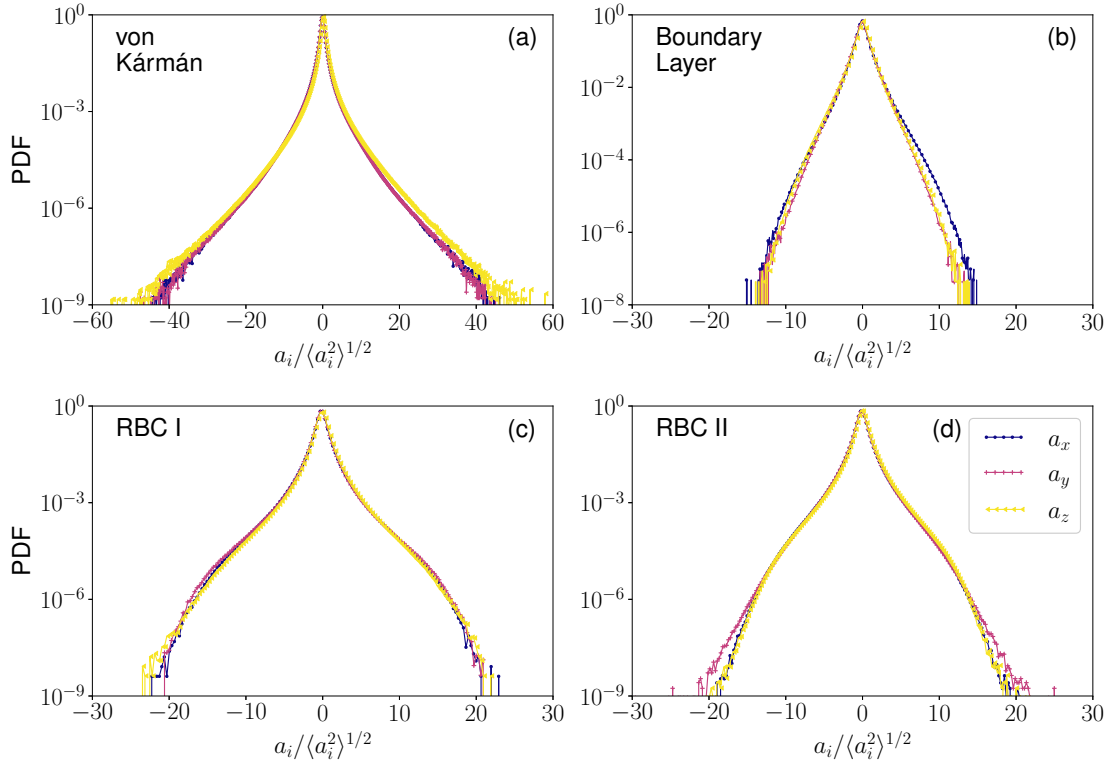 von
Kármán
(a)
PDF
10^0
10^{-3}
10^{-6}
10^{-9}
−60 −40 −20 0 20 40 60
a_i/⟨a_i^2⟩^{1/2}
Boundary
Layer
(b)
10^0
10^{-2}
10^{-4}
10^{-6}
10^{-8}
−30 −20 −10 0 10 20 30
a_i/⟨a_i^2⟩^{1/2}
RBC I
(c)
PDF
10^0
10^{-3}
10^{-6}
10^{-9}
−30 −20 −10 0 10 20 30
a_i/⟨a_i^2⟩^{1/2}
RBC II
(d)
a_x
a_y
a_z
10^0
10^{-3}
10^{-6}
10^{-9}
−30 −20 −10 0 10 20 30
a_i/⟨a_i^2⟩^{1/2}